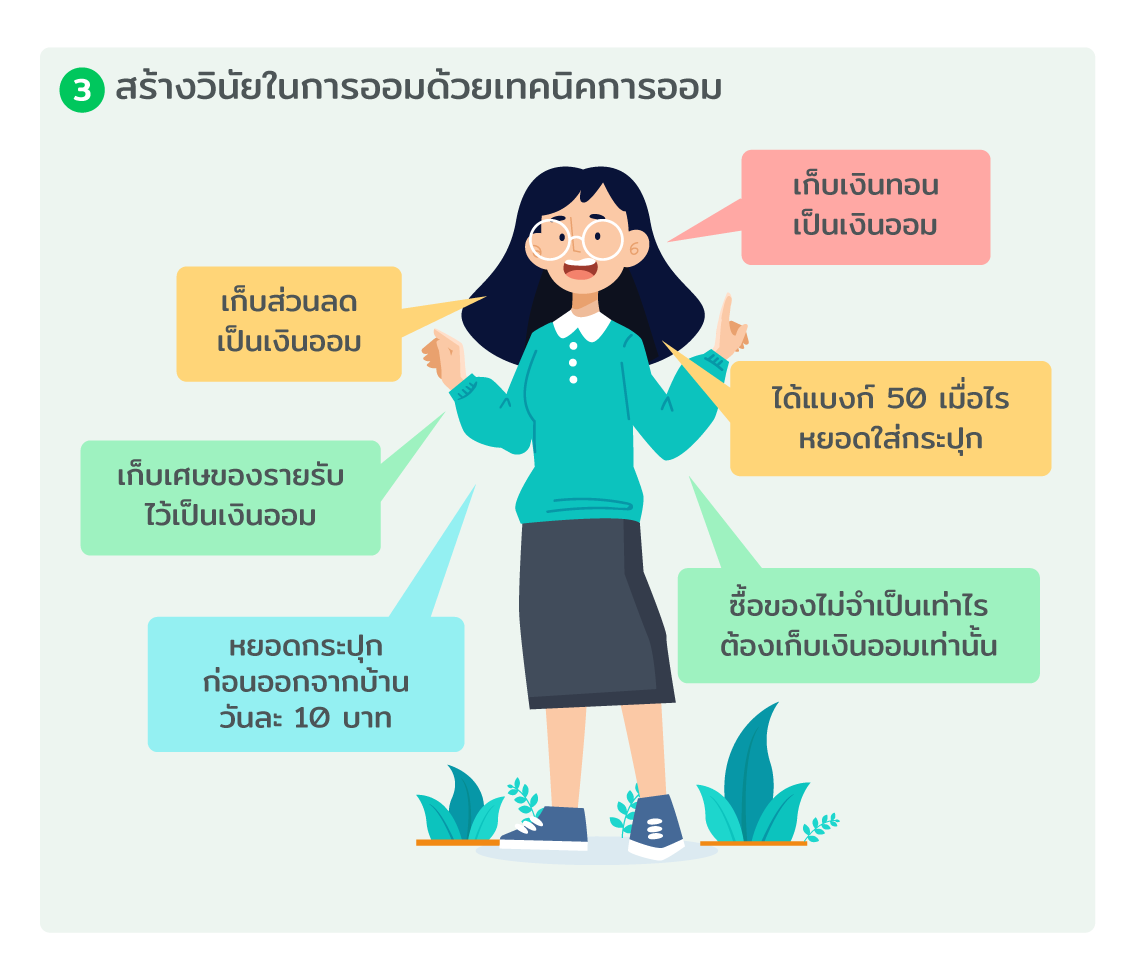 3 สร้างวินัยในการออมด้วยเทคนิคการออม
เก็บเงินทอน
เป็นเงินออม
เก็บส่วนลด
เป็นเงินออม
ได้แบงก์ 50 เมื่อไร
หยอดใส่กระปุก
เก็บเศษของรายรับ
ไว้เป็นเงินออม
ซื้อของไม่จำเป็นเท่าไร
ต้องเก็บเงินออมเท่านั้น
หยอดกระปุก
ก่อนออกจากบ้าน
วันละ 10 บาท